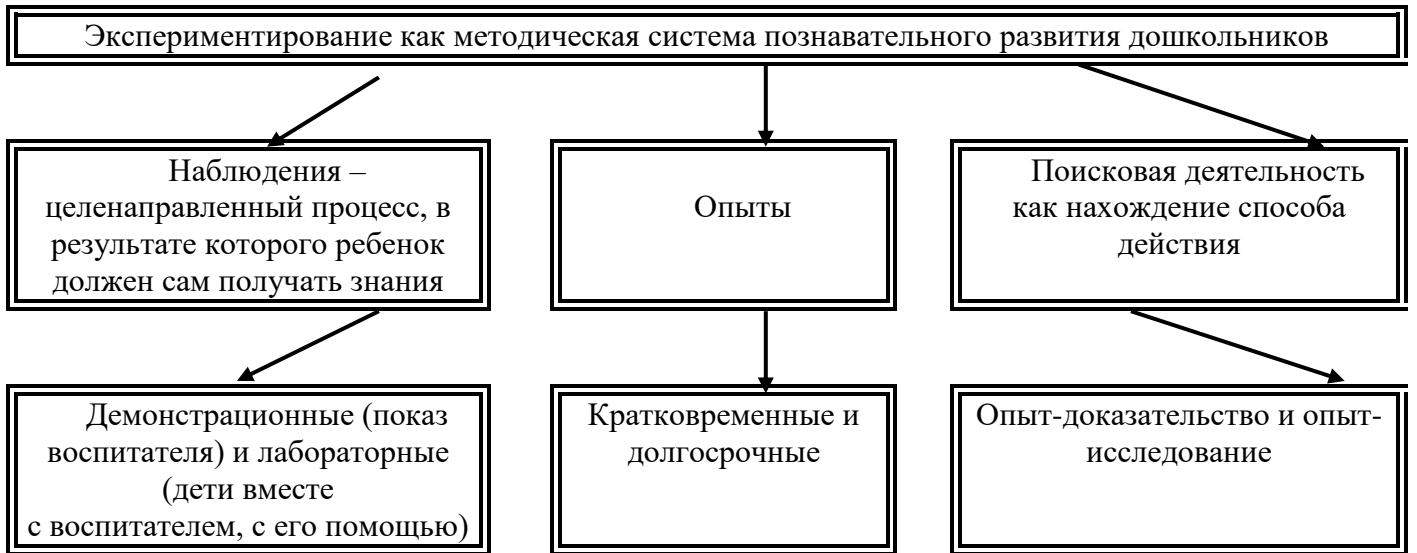 Экспериментирование как методическая система познавательного развития дошкольников
Наблюдения –
целенаправленный процесс, в
результате которого ребенок
должен сам получать знания
Опыты
Поисковая деятельность
как нахождение способа
действия
Демонстрационные (показ
воспитателя) и лабораторные
(дети вместе
с воспитателем, с его помощью)
Кратковременные и
долгосрочные
Опыт-доказательство и опыт-
исследование